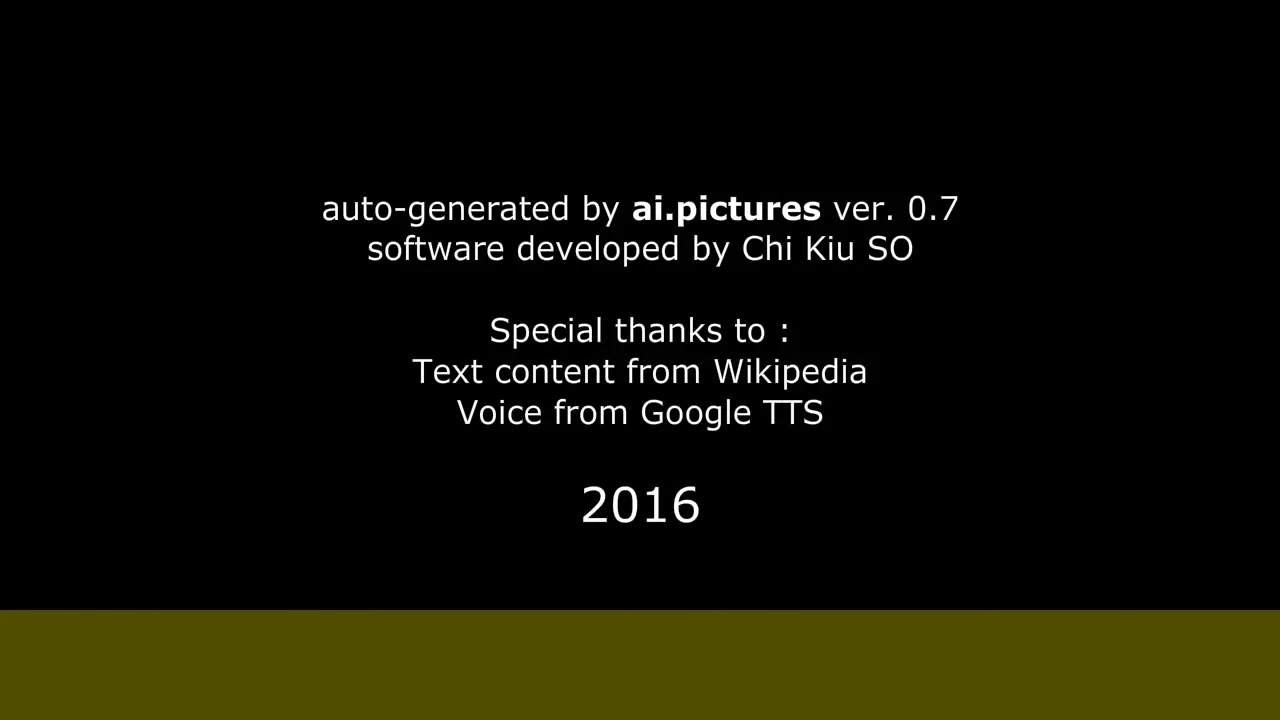 auto-generated by ai.pictures ver. 0.7
software developed by Chi Kiu SO
Special thanks to :
Text content from Wikipedia
Voice from Google TTS
2016